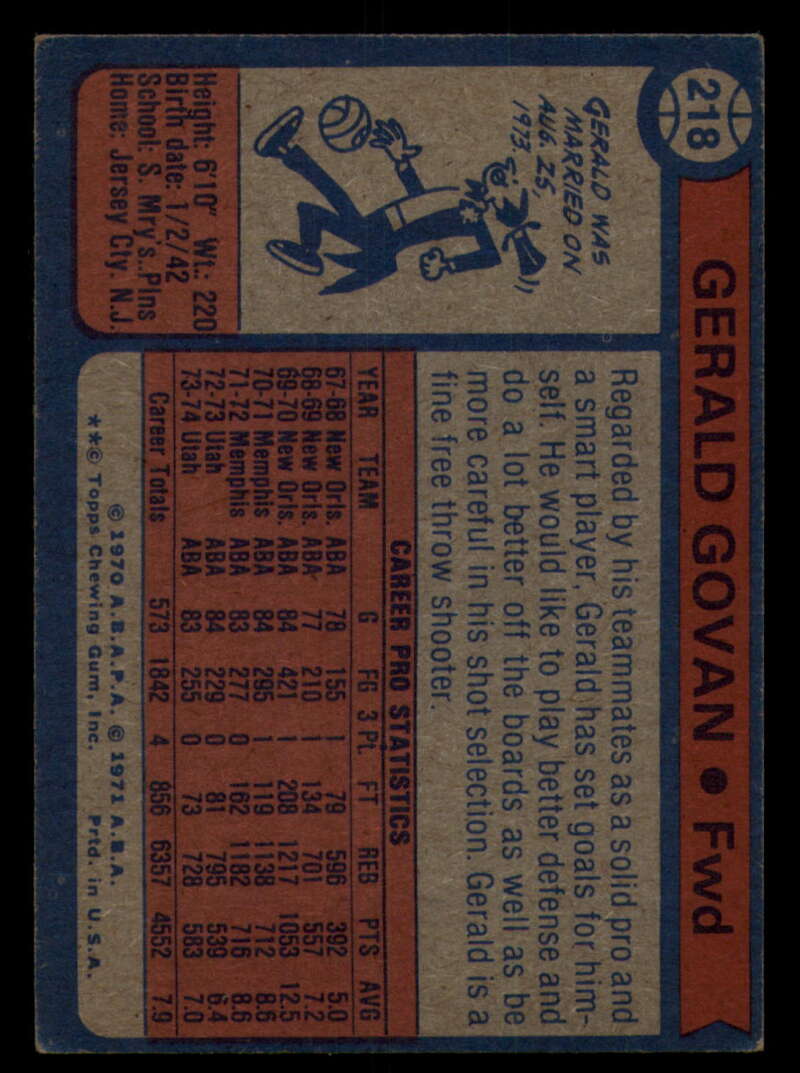 218
GERALD GOVAN • Fwd
GERALD WAS
MARRIED ON
AUG. 25,
1973.
Height: 6'10" Wt.: 220
Birth date: 1/2/42
School: S. Mry's..Plns
Home: Jersey Cty, N.J.
Regarded by his teammates as a solid pro and
a smart player, Gerald has set goals for him-
self. He would like to play better defense and
do a lot better off the boards as well as be
more careful in his shot selection. Gerald is a
fine free throw shooter.
CAREER PRO STATISTICS
YEAR TEAM G FG 3 Pt. FT REB PTS AVG
67-68 New Orls. ABA 78 155 1 79 596 392 5.0
68-69 New Orls. ABA 77 210 1 134 701 557 7.2
69-70 New Orls. ABA 84 421 1 208 1217 1053 12.5
70-71 Memphis ABA 84 295 1 119 1138 712 8.6
71-72 Memphis ABA 83 277 0 162 1182 716 8.6
72-73 Utah ABA 84 229 0 81 795 539 6.4
73-74 Utah ABA 83 255 0 73 728 583 7.0
Career Totals 573 1842 4 856 6357 4552 7.9
© 1970 A.B.A.P.A. © 1971 A.B.A.
**© Topps Chewing Gum, Inc. Prtd. in U.S.A.